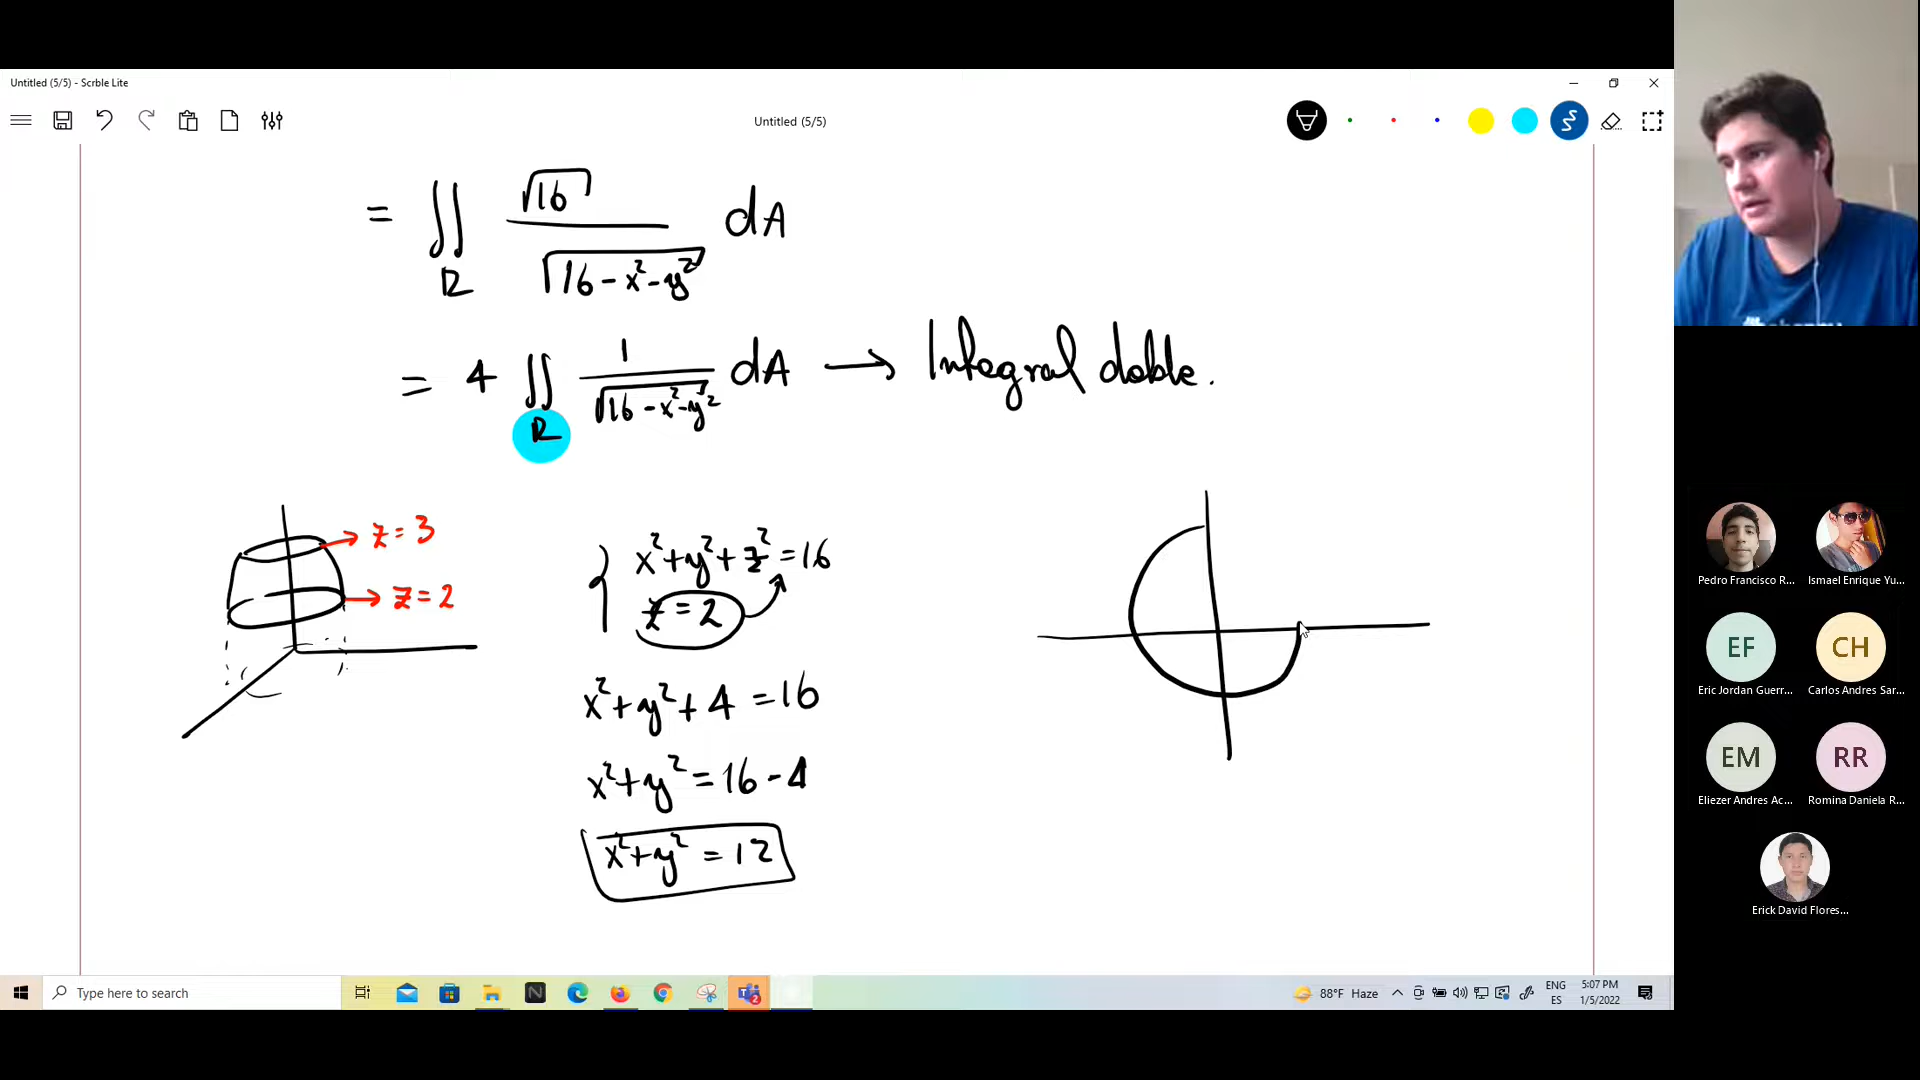 Untitled (5/5) - Scrble Lite
Untitled (5/5)
= ∬_R √16 / √(16-x²-y²) dA
= 4 ∬_R 1 / √(16-x²-y²) dA → Integral doble.
z=3
z=2
x²+y²+z²=16
z=2
x²+y²+4=16
x²+y²=16-4
x²+y²=12
Pedro Francisco R...
Ismael Enrique Yu...
EF
CH
Eric Jordan Guerr...
Carlos Andres Sar...
EM
RR
Eliezer Andres Ac...
Romina Daniela R...
Erick David Flores...
Type here to search
N
2
88°F Haze
ENG
ES
5:07 PM
1/5/2022